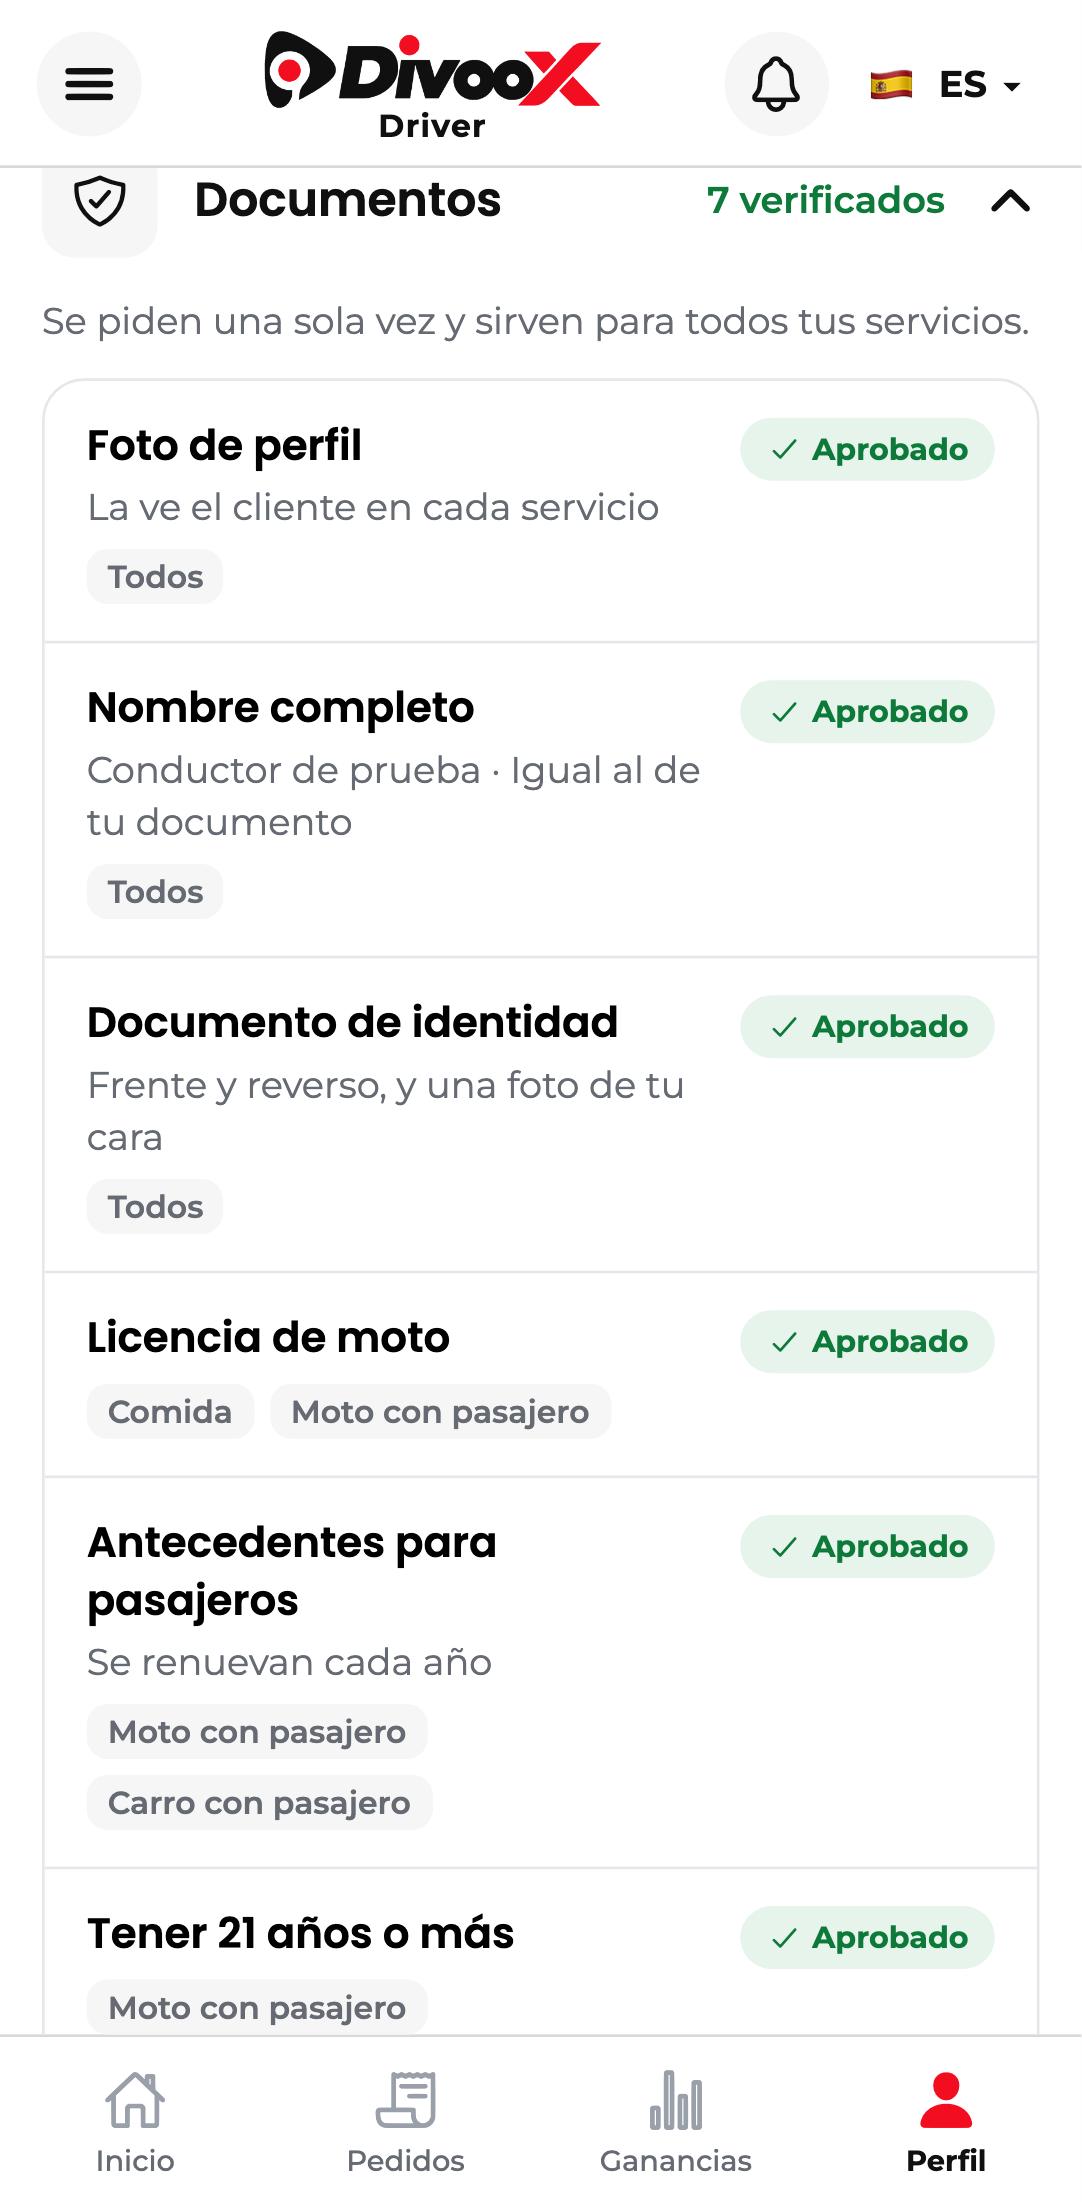 DivooX
Driver
ES
Documentos
7 verificados
Se piden una sola vez y sirven para todos tus servicios.
Foto de perfil
Aprobado
La ve el cliente en cada servicio
Todos
Nombre completo
Aprobado
Conductor de prueba · Igual al de
tu documento
Todos
Documento de identidad
Aprobado
Frente y reverso, y una foto de tu
cara
Todos
Licencia de moto
Aprobado
Comida
Moto con pasajero
Antecedentes para
pasajeros
Aprobado
Se renuevan cada año
Moto con pasajero
Carro con pasajero
Tener 21 años o más
Aprobado
Moto con pasajero
Inicio
Pedidos
Ganancias
Perfil